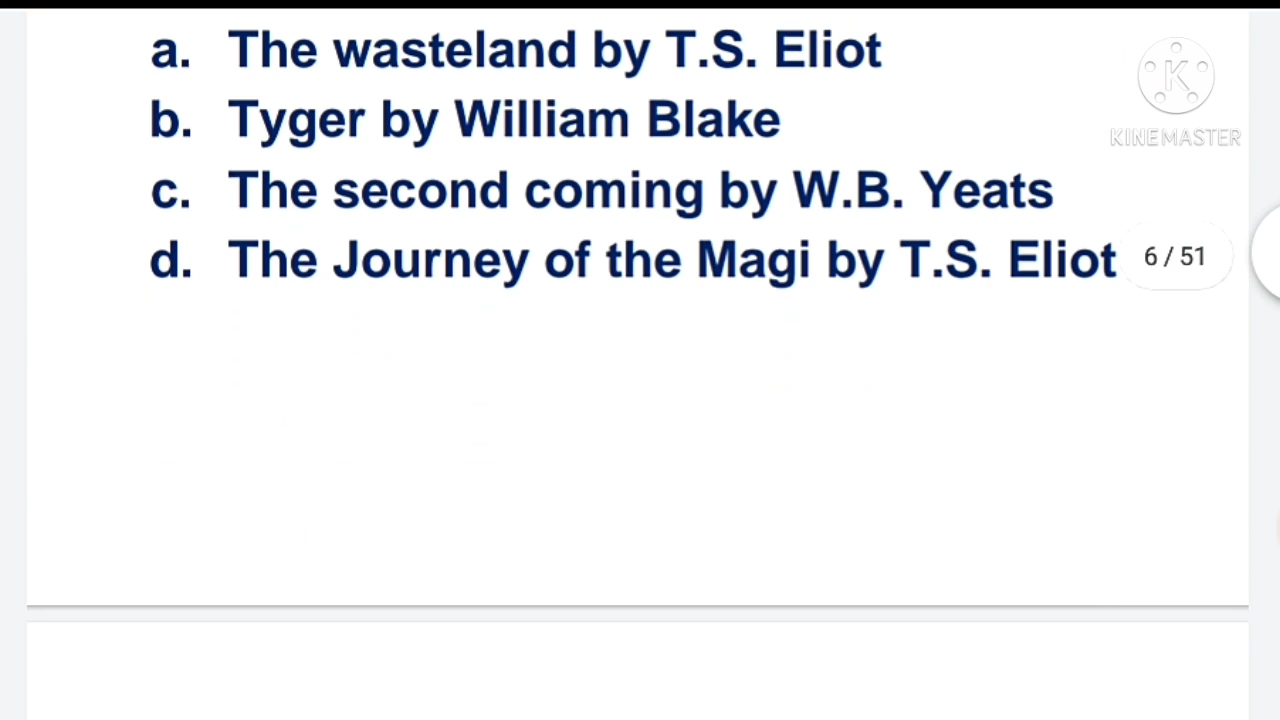 a. The wasteland by T.S. Eliot
b. Tyger by William Blake
c. The second coming by W.B. Yeats
d. The Journey of the Magi by T.S. Eliot
K
KINEMASTER
6 / 51